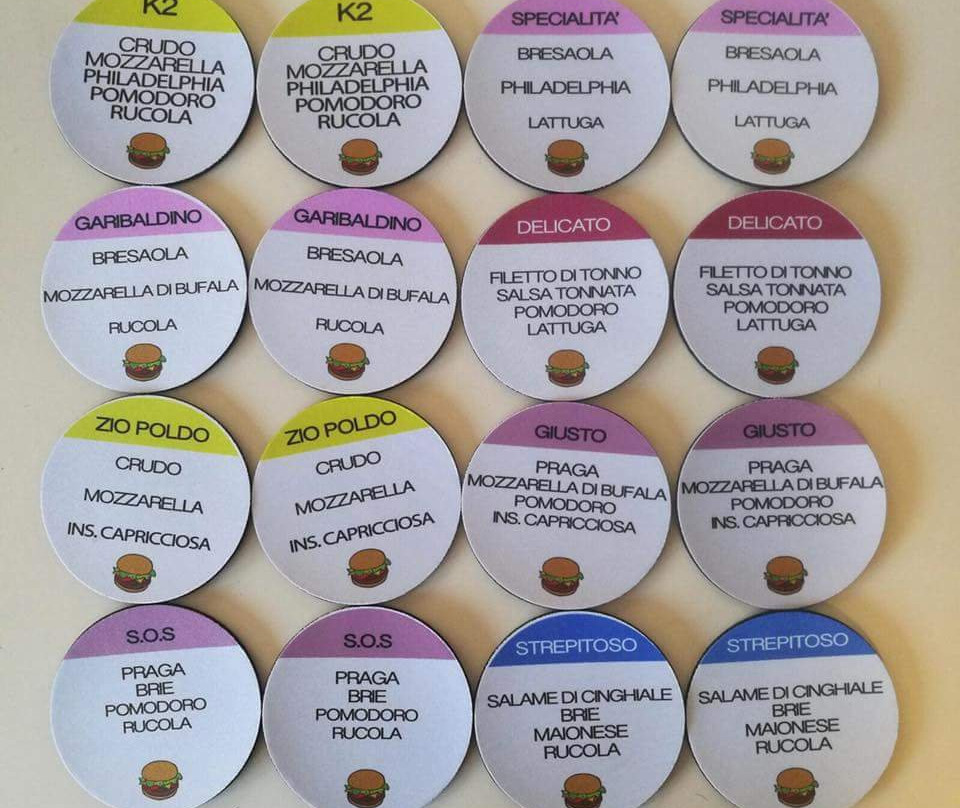 K2
CRUDO
MOZZARELLA
PHILADELPHIA
POMODORO
RUCOLA
K2
CRUDO
MOZZARELLA
PHILADELPHIA
POMODORO
RUCOLA
SPECIALITA'
BRESAOLA
PHILADELPHIA
LATTUGA
SPECIALITA'
BRESAOLA
PHILADELPHIA
LATTUGA
GARIBALDINO
BRESAOLA
MOZZARELLA DI BUFALA
RUCOLA
GARIBALDINO
BRESAOLA
MOZZARELLA DI BUFALA
RUCOLA
DELICATO
FILETTO DI TONNO
SALSA TONNATA
POMODORO
LATTUGA
DELICATO
FILETTO DI TONNO
SALSA TONNATA
POMODORO
LATTUGA
ZIO POLDO
CRUDO
MOZZARELLA
INS. CAPRICCIOSA
ZIO POLDO
CRUDO
MOZZARELLA
INS. CAPRICCIOSA
GIUSTO
PRAGA
MOZZARELLA DI BUFALA
POMODORO
INS. CAPRICCIOSA
GIUSTO
PRAGA
MOZZARELLA DI BUFALA
POMODORO
INS. CAPRICCIOSA
S.O.S
PRAGA
BRIE
POMODORO
RUCOLA
S.O.S
PRAGA
BRIE
POMODORO
RUCOLA
STREPITOSO
SALAME DI CINGHIALE
BRIE
MAIONESE
RUCOLA
STREPITOSO
SALAME DI CINGHIALE
BRIE
MAIONESE
RUCOLA